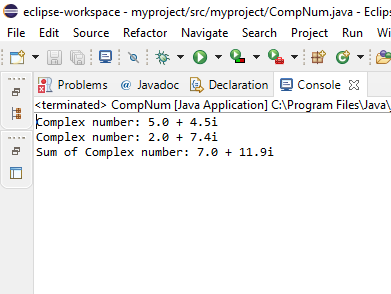 eclipse-workspace - myproject/src/myproject/CompNum.java - Eclips
File Edit Source Refactor Navigate Search Project Run Wi
Problems @ Javadoc Declaration Console
<terminated> CompNum [Java Application] C:\Program Files\Java\
Complex number: 5.0 + 4.5i
Complex number: 2.0 + 7.4i
Sum of Complex number: 7.0 + 11.9i